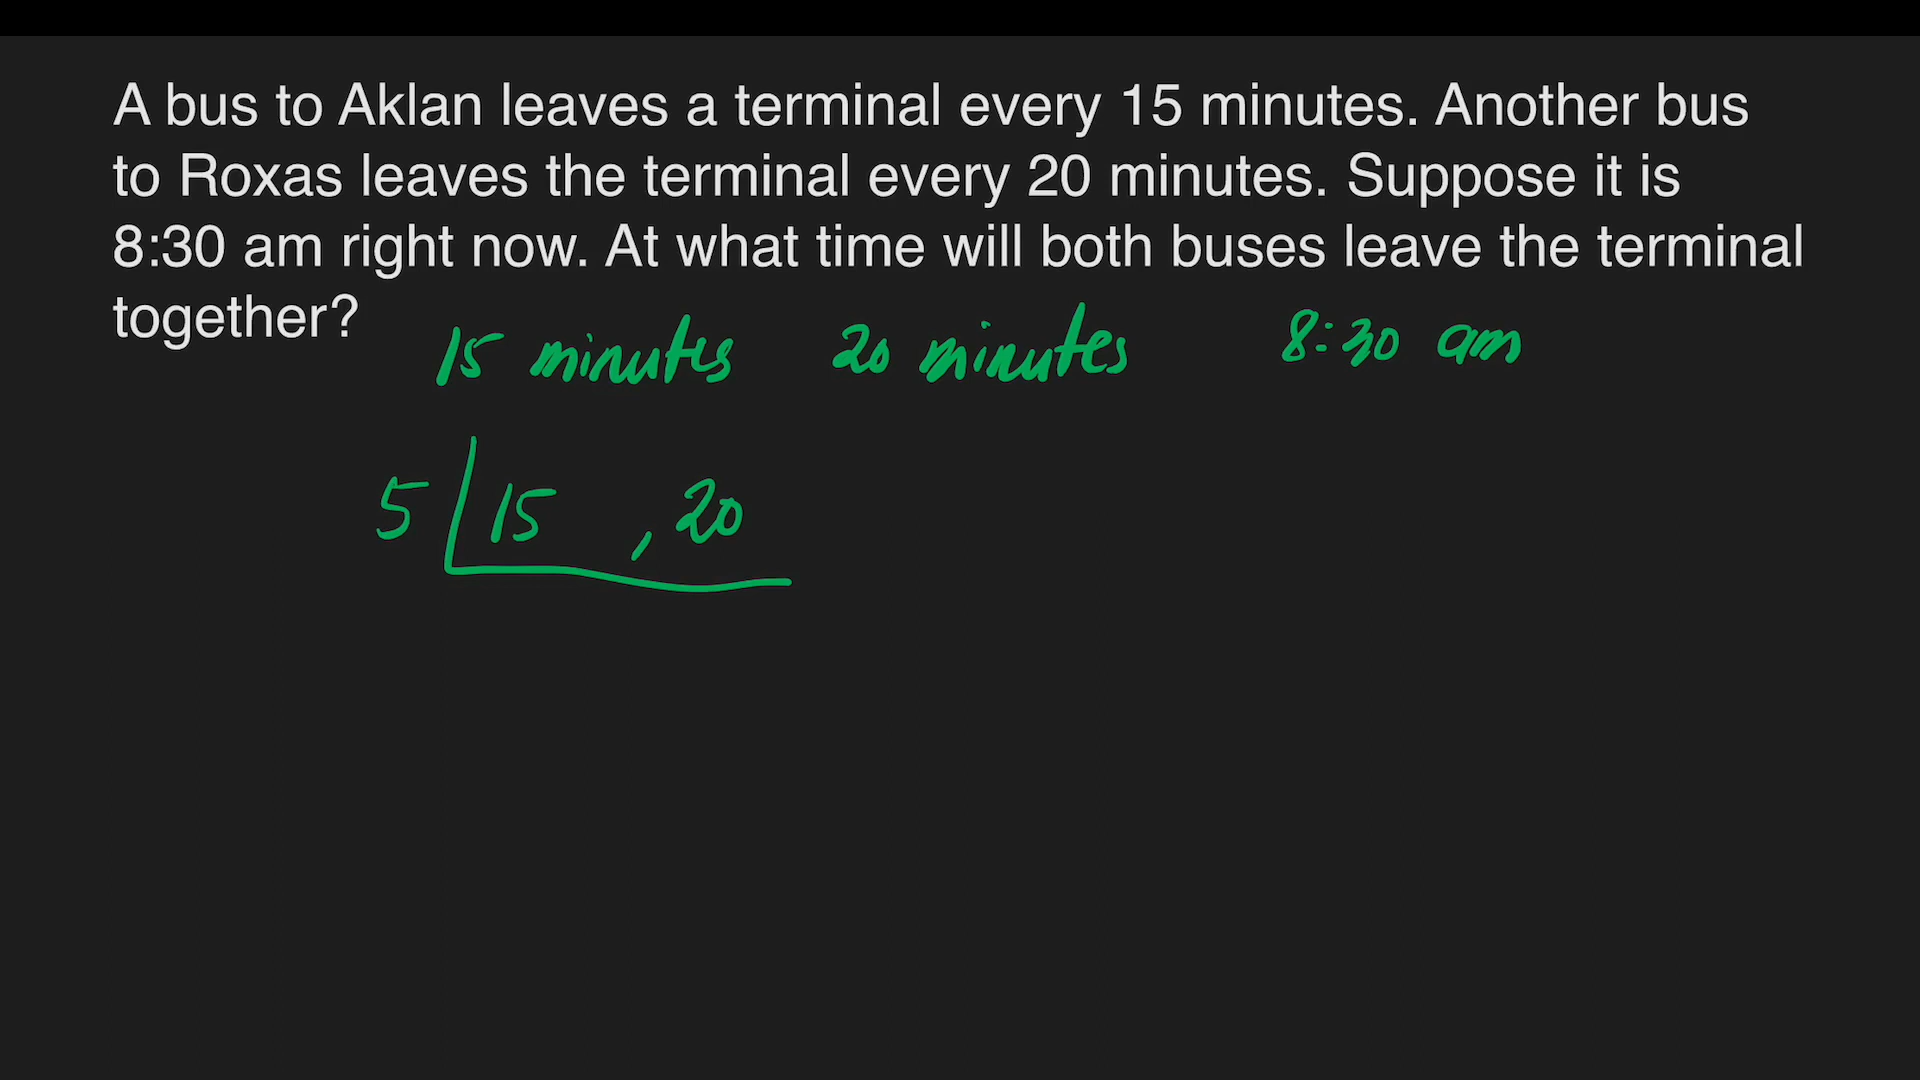 A bus to Aklan leaves a terminal every 15 minutes. Another bus
to Roxas leaves the terminal every 20 minutes. Suppose it is
8:30 am right now. At what time will both buses leave the terminal
together?
15 minutes 20 minutes 8:30 am
5 15 , 20